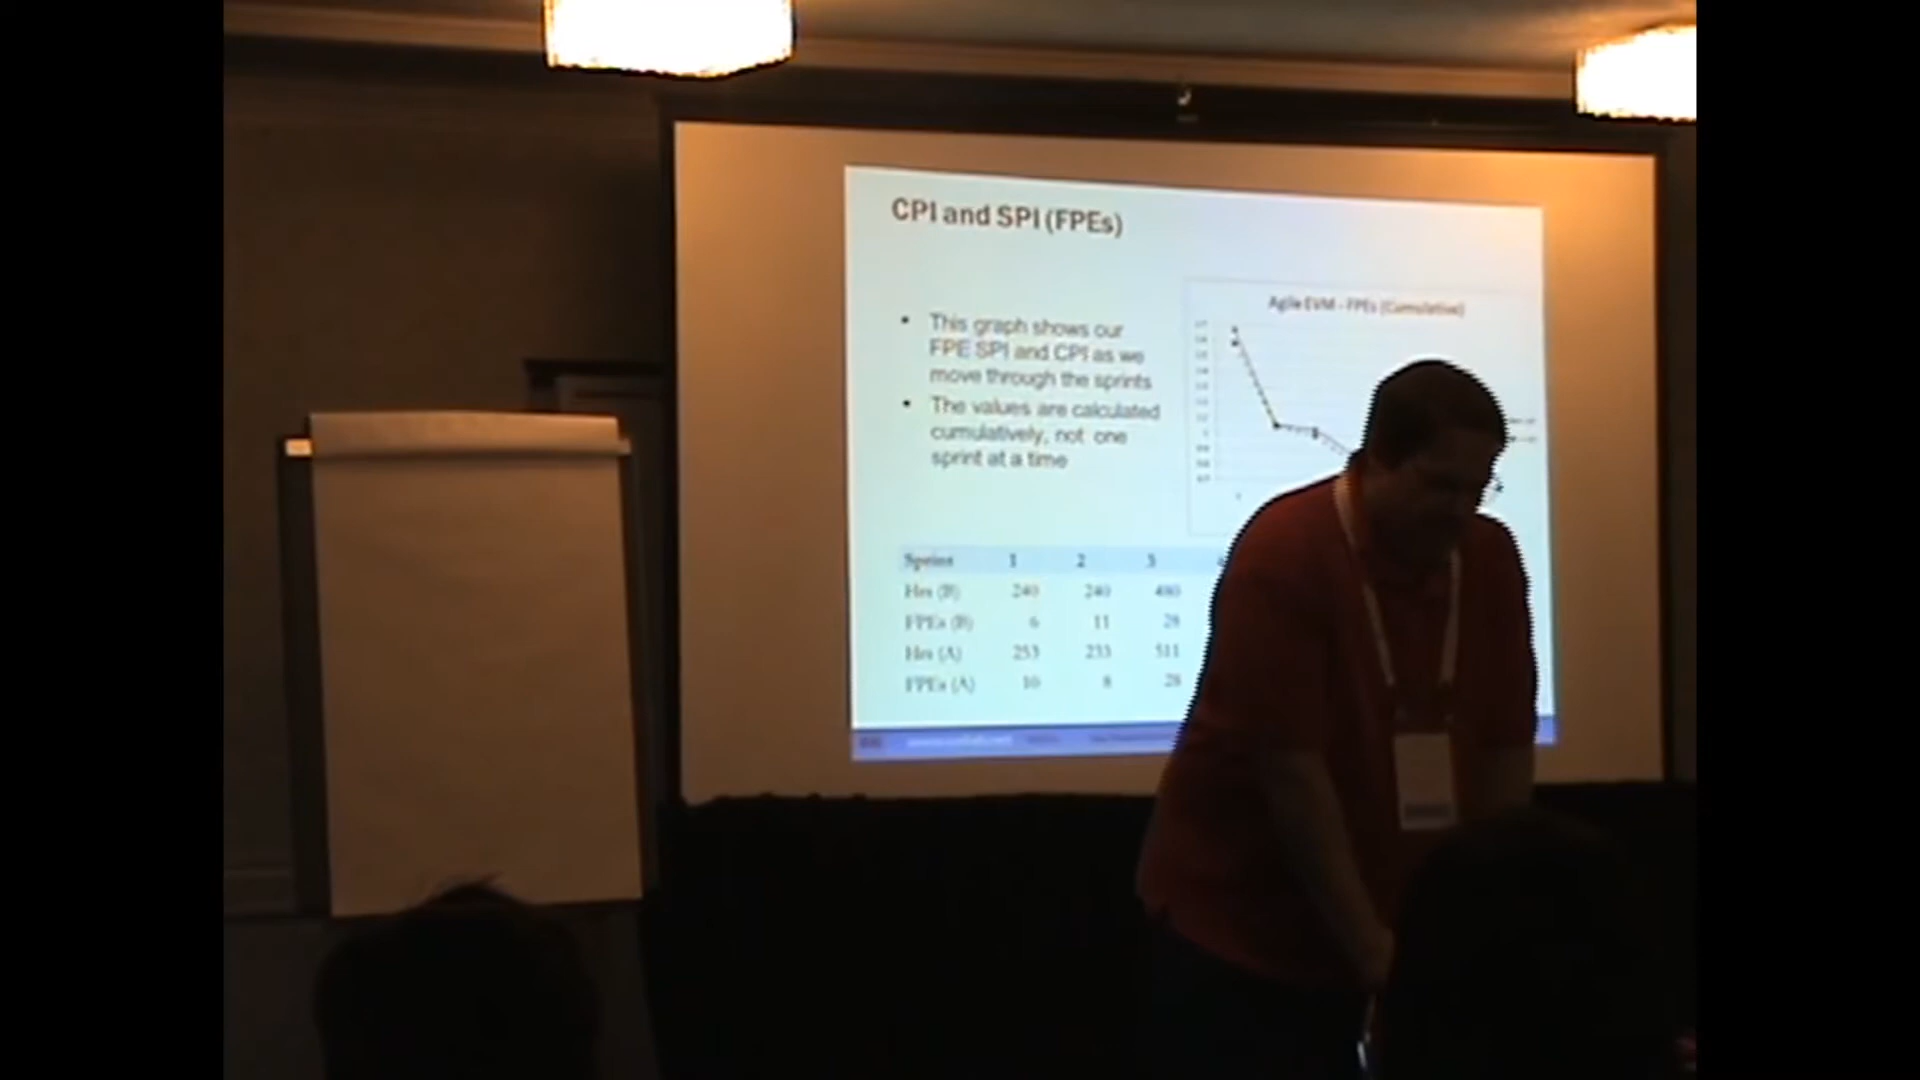 CPI and SPI (FPEs)
• This graph shows our
FPE SPI and CPI as we
move through the sprints
• The values are calculated
cumulatively, not one
sprint at a time
Agile EVM - FPEs (Cumulative)
Sprint 1 2 3
Hrs (B) 240 240 480
FPEs (B) 6 11 28
Hrs (A) 253 233 511
FPEs (A) 10 8 28